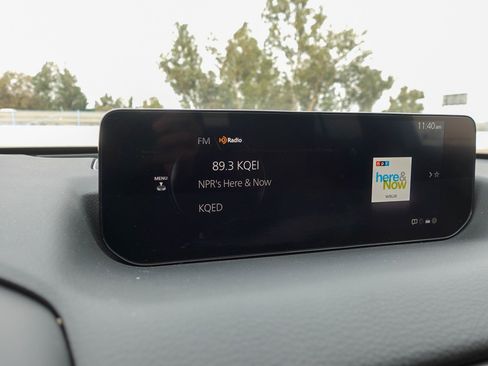 11:40 am
FM HD Radio
89.3 KQEI
MENU
NPR's Here & Now
KQED
npr
here &
Now
WBUR